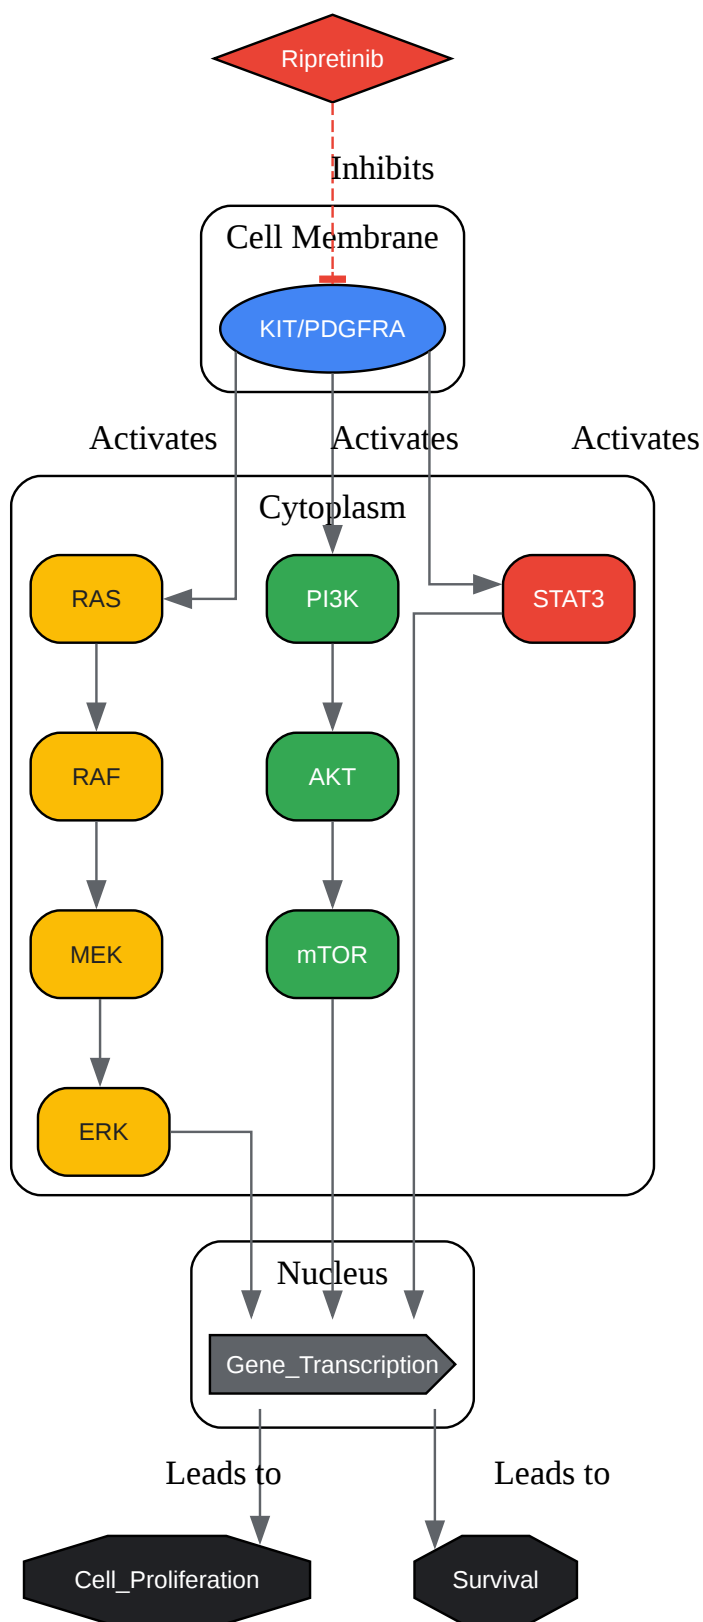 Ripretinib
Inhibits
Cell Membrane
KIT/PDGFRA
Activates Activates Activates
Cytoplasm
RAS PI3K STAT3
RAF AKT
MEK mTOR
ERK
Nucleus
Gene_Transcription
Leads to Leads to
Cell_Proliferation Survival